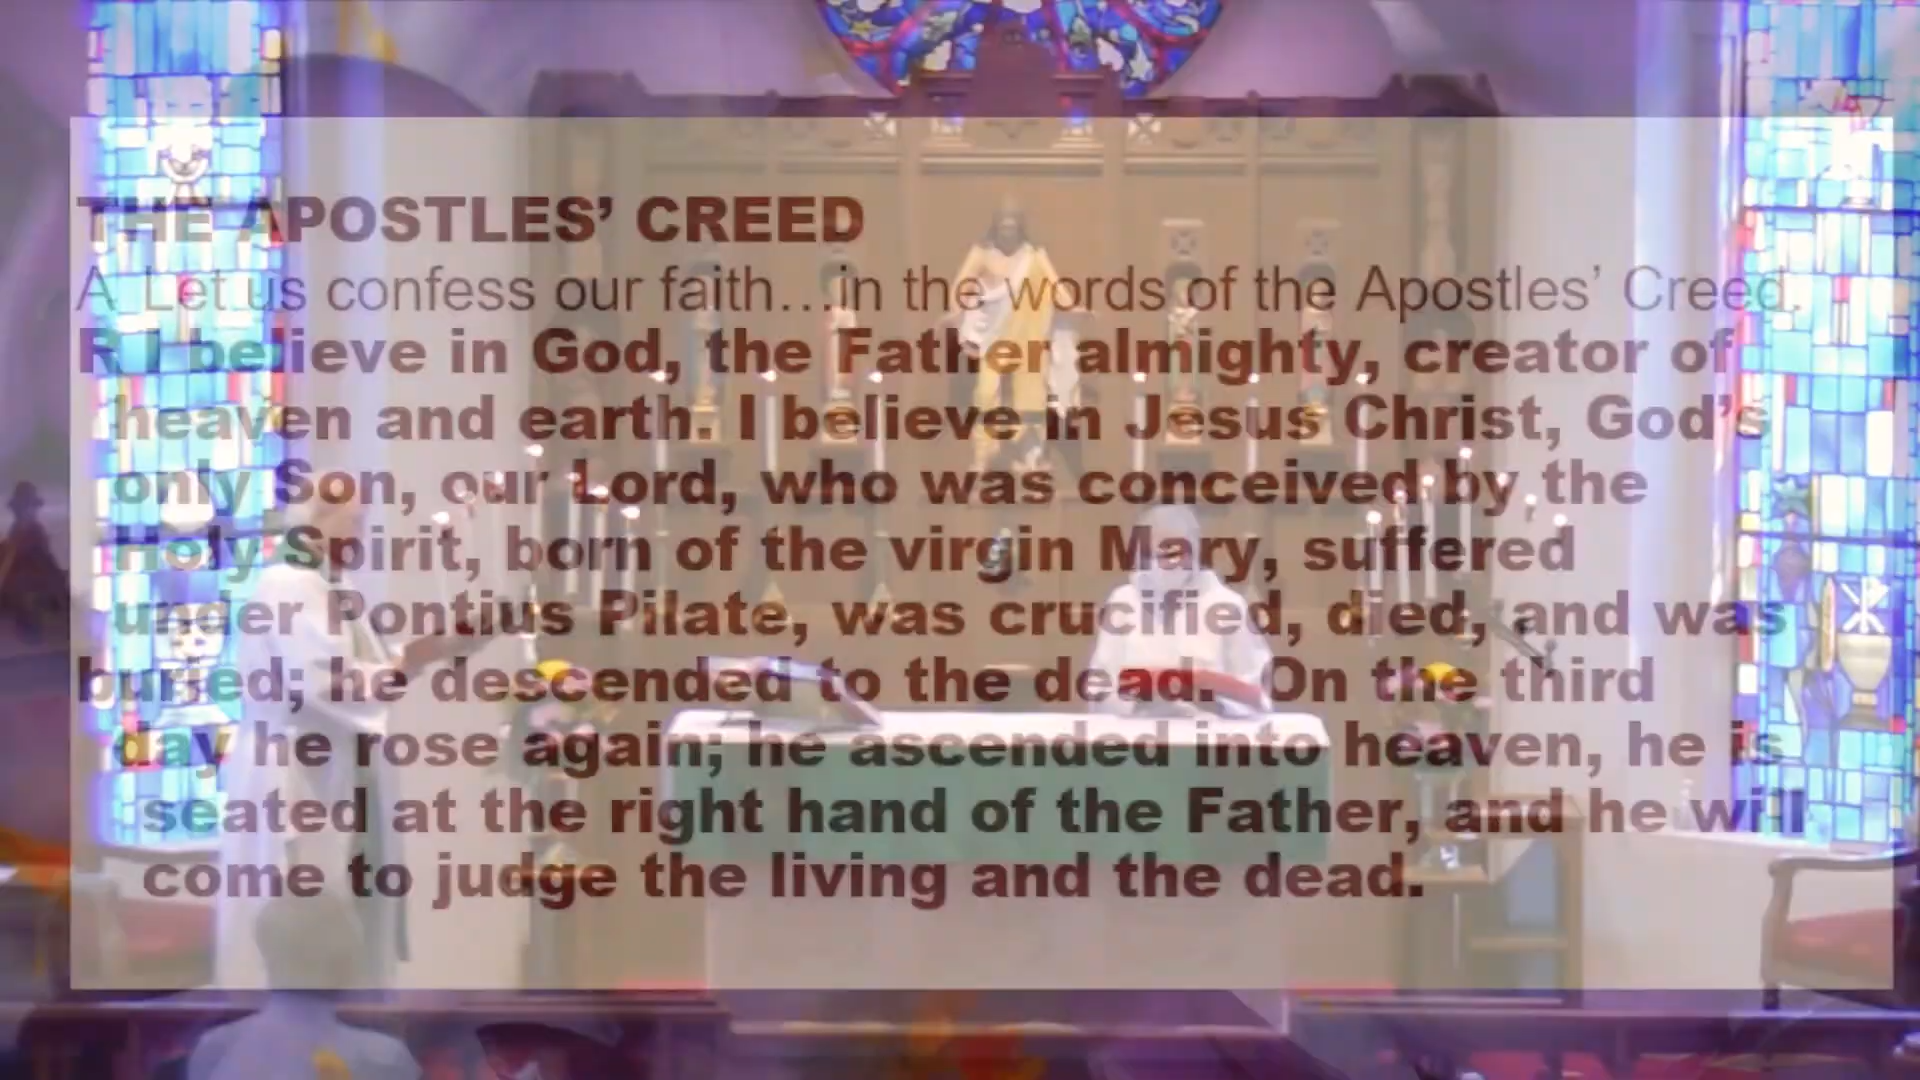 THE APOSTLES’ CREED
A Let us confess our faith…in the words of the Apostles’ Creed.
R I believe in God, the Father almighty, creator of
heaven and earth. I believe in Jesus Christ, God’s
only Son, our Lord, who was conceived by the
Holy Spirit, born of the virgin Mary, suffered
under Pontius Pilate, was crucified, died, and was
buried; he descended to the dead. On the third
day he rose again; he ascended into heaven, he is
seated at the right hand of the Father, and he will
come to judge the living and the dead.